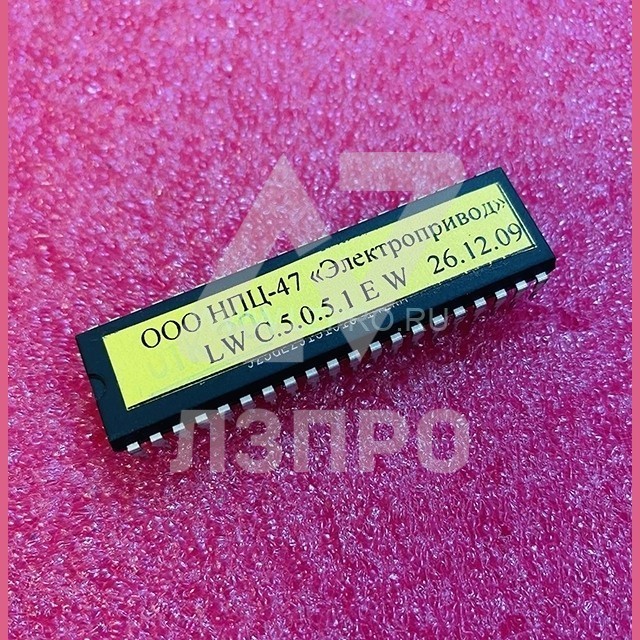 ООО НПЦ-47 «Электропривод»
LW C.5.0.5.1 E W 26.12.09
ЛЗПРО